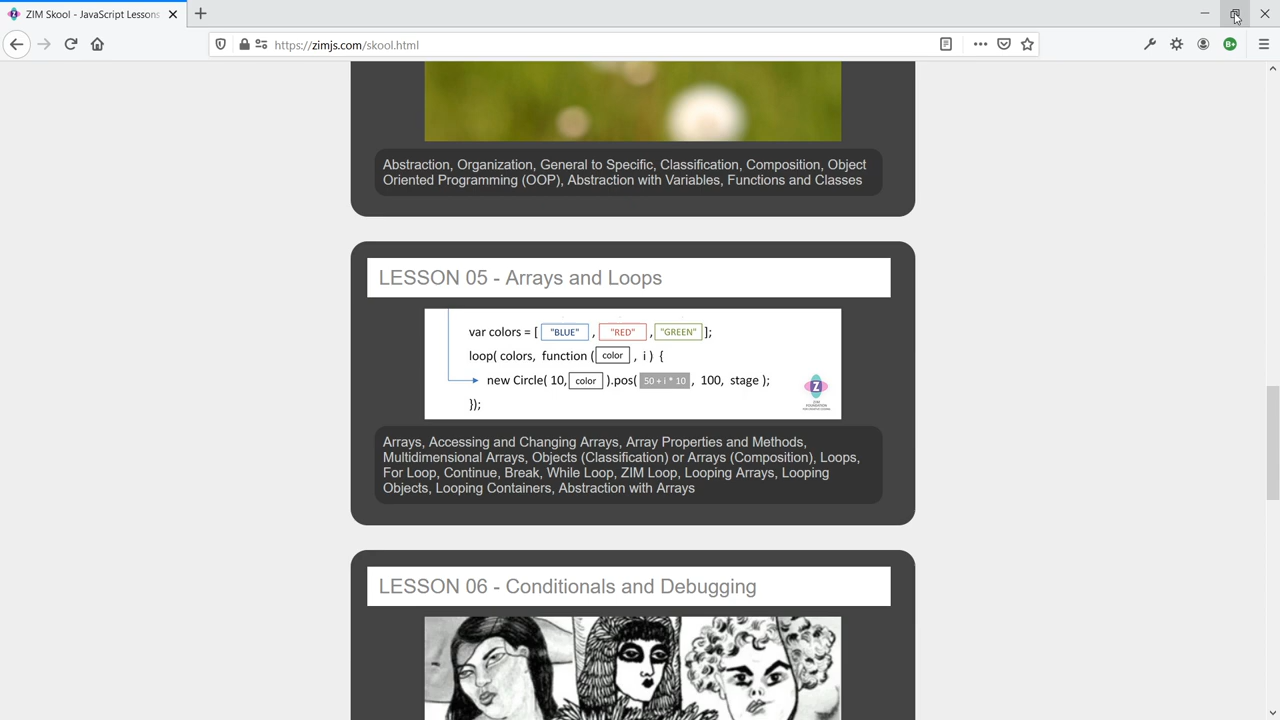 ZIM Skool - JavaScript Lessons
https://zimjs.com/skool.html
Abstraction, Organization, General to Specific, Classification, Composition, Object
Oriented Programming (OOP), Abstraction with Variables, Functions and Classes
LESSON 05 - Arrays and Loops
var colors = [ "BLUE" , "RED" , "GREEN" ];
loop( colors, function ( color , i ) {
new Circle( 10, color ).pos( 50 + i * 10 , 100, stage );
});
Z
ZIM
Arrays, Accessing and Changing Arrays, Array Properties and Methods,
Multidimensional Arrays, Objects (Classification) or Arrays (Composition), Loops,
For Loop, Continue, Break, While Loop, ZIM Loop, Looping Arrays, Looping
Objects, Looping Containers, Abstraction with Arrays
LESSON 06 - Conditionals and Debugging